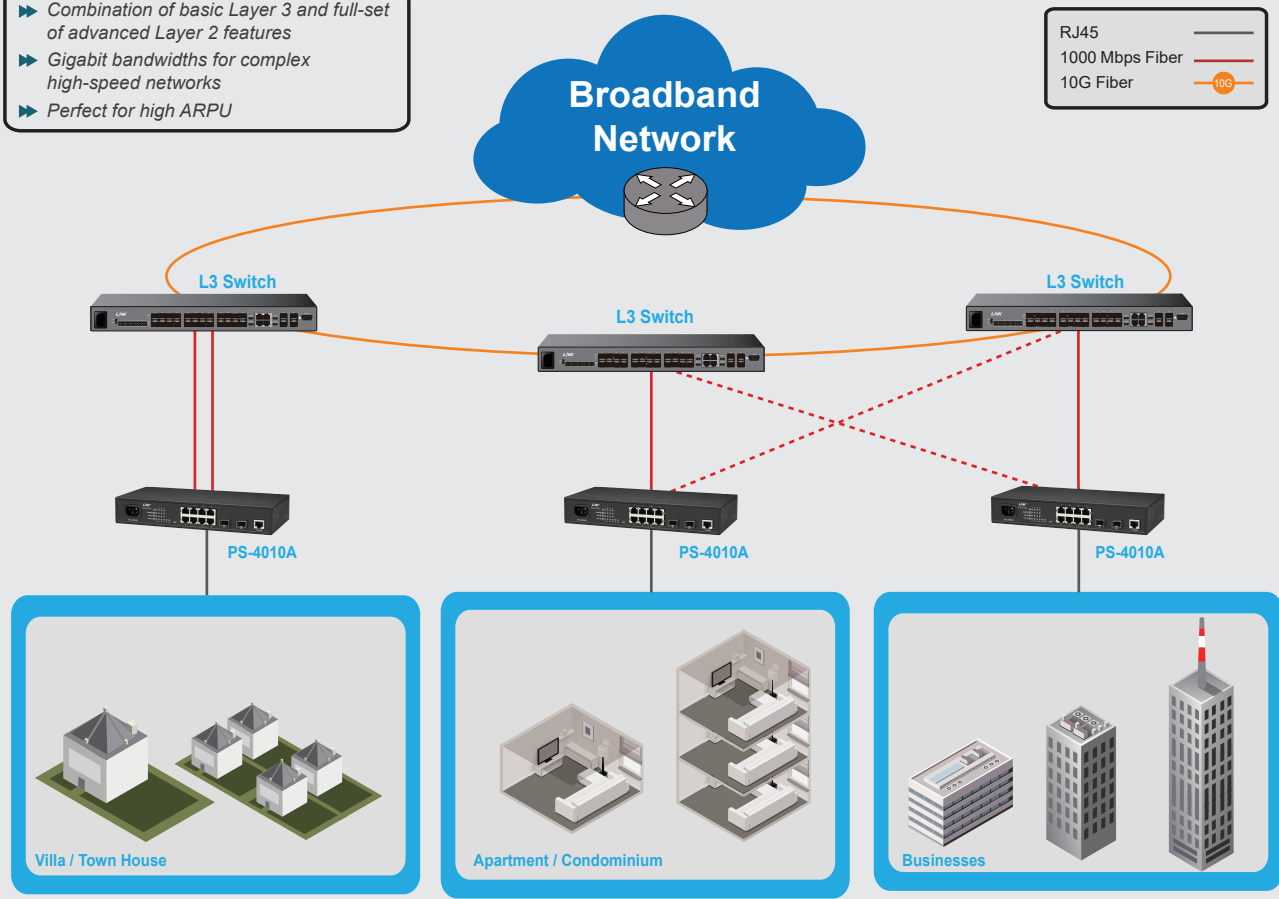 Combination of basic Layer 3 and full-set
of advanced Layer 2 features
Gigabit bandwidths for complex
high-speed networks
Perfect for high ARPU
RJ45
1000 Mbps Fiber
10G Fiber
10G
Broadband
Network
L3 Switch
L3 Switch
L3 Switch
PS-4010A
PS-4010A
PS-4010A
Villa / Town House
Apartment / Condominium
Businesses